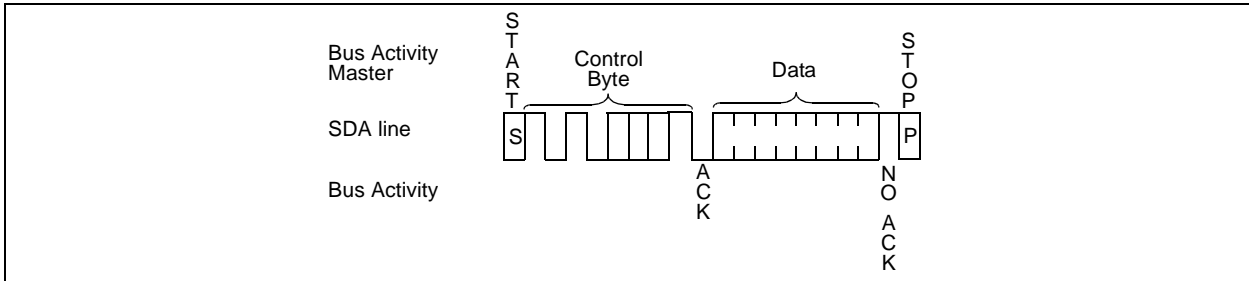 Bus Activity
Master
START
Control
Byte
Data
STOP
SDA line
S
P
Bus Activity
ACK
NO ACK